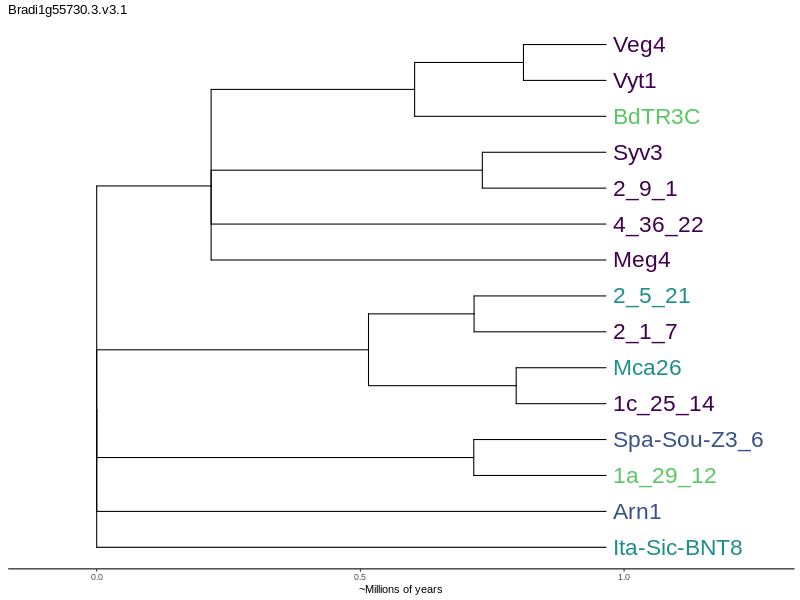 Bradi1g55730.3.v3.1
Veg4
Vyt1
BdTR3C
Syv3
2_9_1
4_36_22
Meg4
2_5_21
2_1_7
Mca26
1c_25_14
Spa-Sou-Z3_6
1a_29_12
Arn1
Ita-Sic-BNT8
0.0 0.5 1.0
~Millions of years